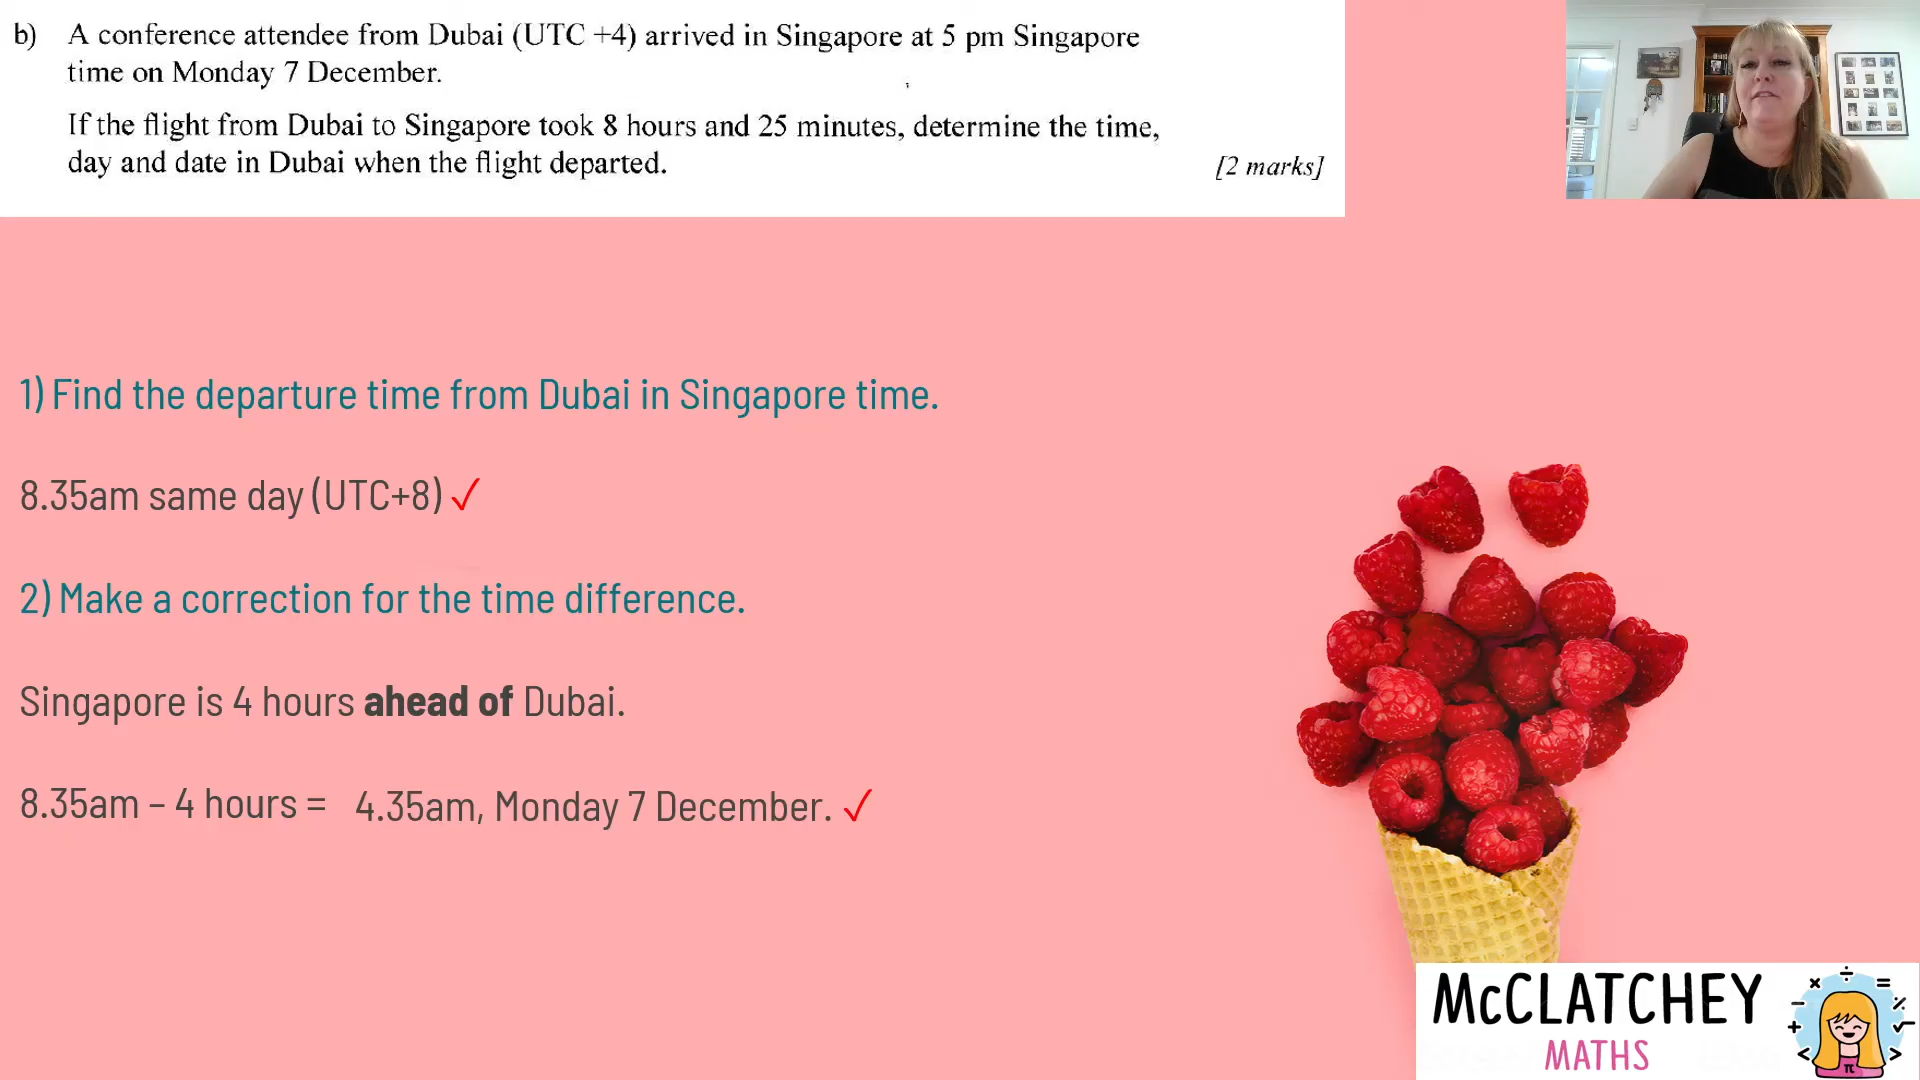 b) A conference attendee from Dubai (UTC +4) arrived in Singapore at 5 pm Singapore
time on Monday 7 December.
If the flight from Dubai to Singapore took 8 hours and 25 minutes, determine the time,
day and date in Dubai when the flight departed. [2 marks]
1) Find the departure time from Dubai in Singapore time.
8.35am same day (UTC+8) ✓
2) Make a correction for the time difference.
Singapore is 4 hours ahead of Dubai.
8.35am – 4 hours = 4.35am, Monday 7 December. ✓
McCLATCHEY
MATHS